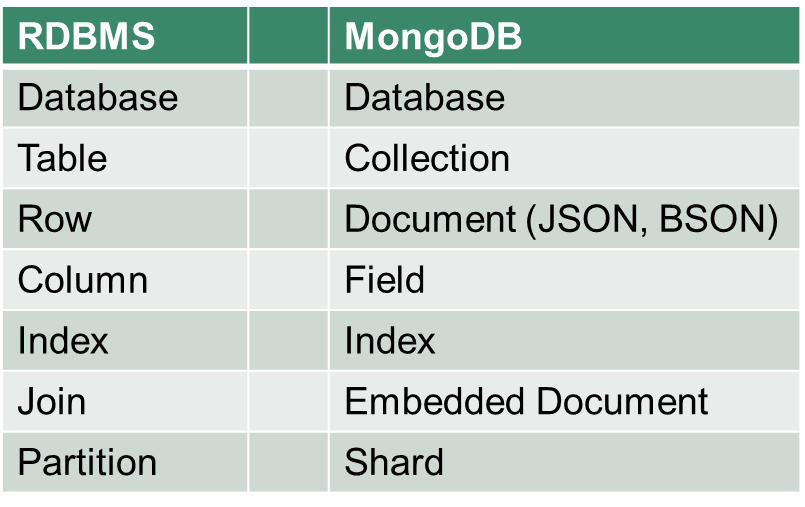 RDBMS MongoDB
Database Database
Table Collection
Row Document (JSON, BSON)
Column Field
Index Index
Join Embedded Document
Partition Shard